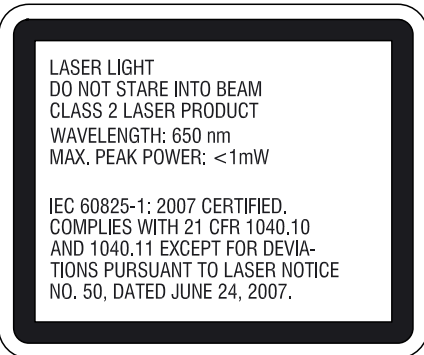 LASER LIGHT
DO NOT STARE INTO BEAM
CLASS 2 LASER PRODUCT
WAVELENGTH: 650 nm
MAX. PEAK POWER: <1mW
IEC 60825-1: 2007 CERTIFIED.
COMPLIES WITH 21 CFR 1040.10
AND 1040.11 EXCEPT FOR DEVIA-
TIONS PURSUANT TO LASER NOTICE
NO. 50, DATED JUNE 24, 2007.